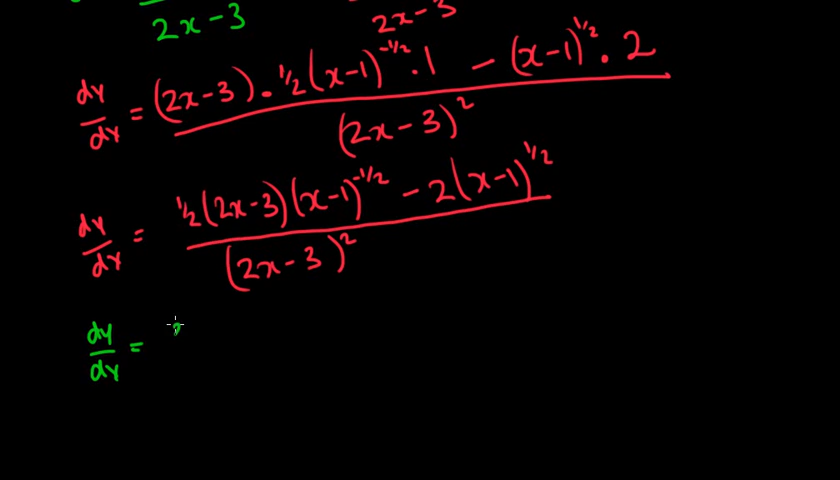 2x-3 2x-3
dy/dx = (2x-3).1/2(x-1)^-1/2.1 - (x-1)^1/2.2 / (2x-3)^2
dy/dx = 1/2(2x-3)(x-1)^-1/2 - 2(x-1)^1/2 / (2x-3)^2
dy/dx =